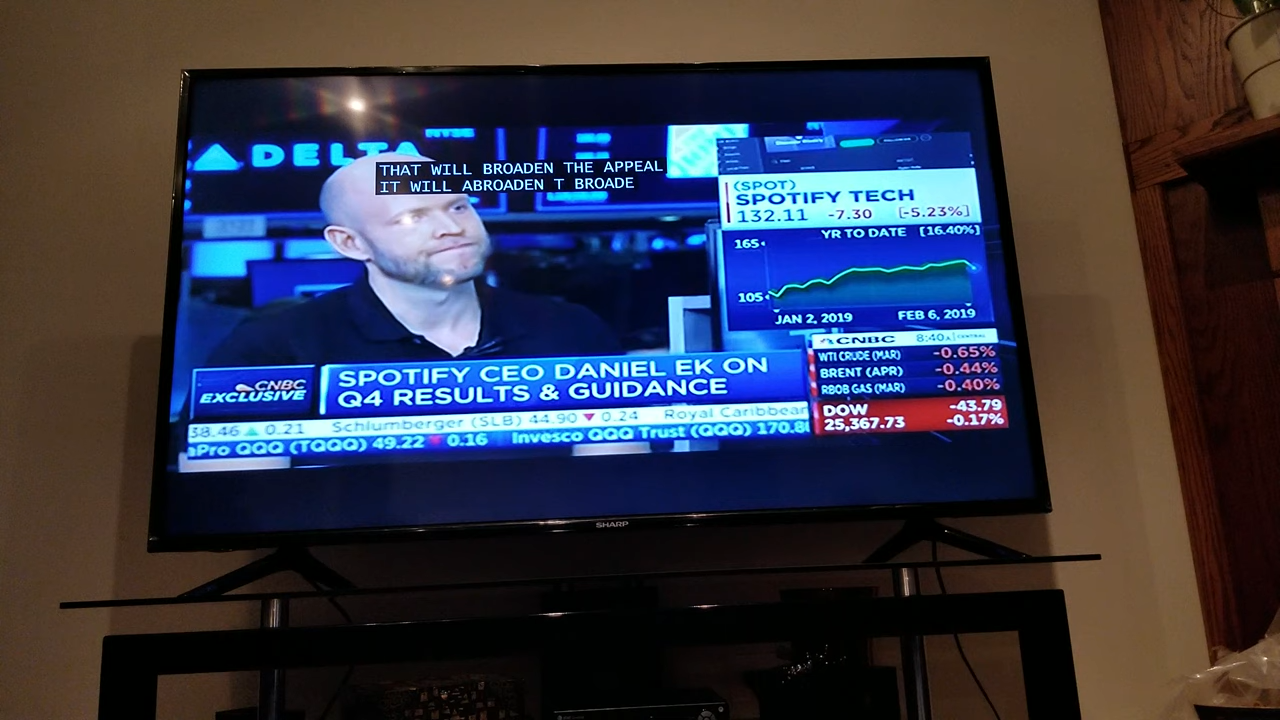 NYSE
DELTA
THAT WILL BROADEN THE APPEAL
IT WILL ABROADEN T BROADE
(SPOT)
SPOTIFY TECH
132.11 -7.30 [-5.23%]
YR TO DATE [16.40%]
165
105
JAN 2, 2019 FEB 6, 2019
CNBC 8:40A CENTRAL
WTI CRUDE (MAR) -0.65%
BRENT (APR) -0.44%
RBOB GAS (MAR) -0.40%
DOW -43.79
25,367.73 -0.17%
CNBC
EXCLUSIVE
SPOTIFY CEO DANIEL EK ON
Q4 RESULTS & GUIDANCE
38.46 ▲ 0.21 Schlumberger (SLB) 44.90 ▼ 0.24 Royal Caribbean
aPro QQQ (TQQQ) 49.22 ▼ 0.16 Invesco QQQ Trust (QQQ) 170.8
SHARP